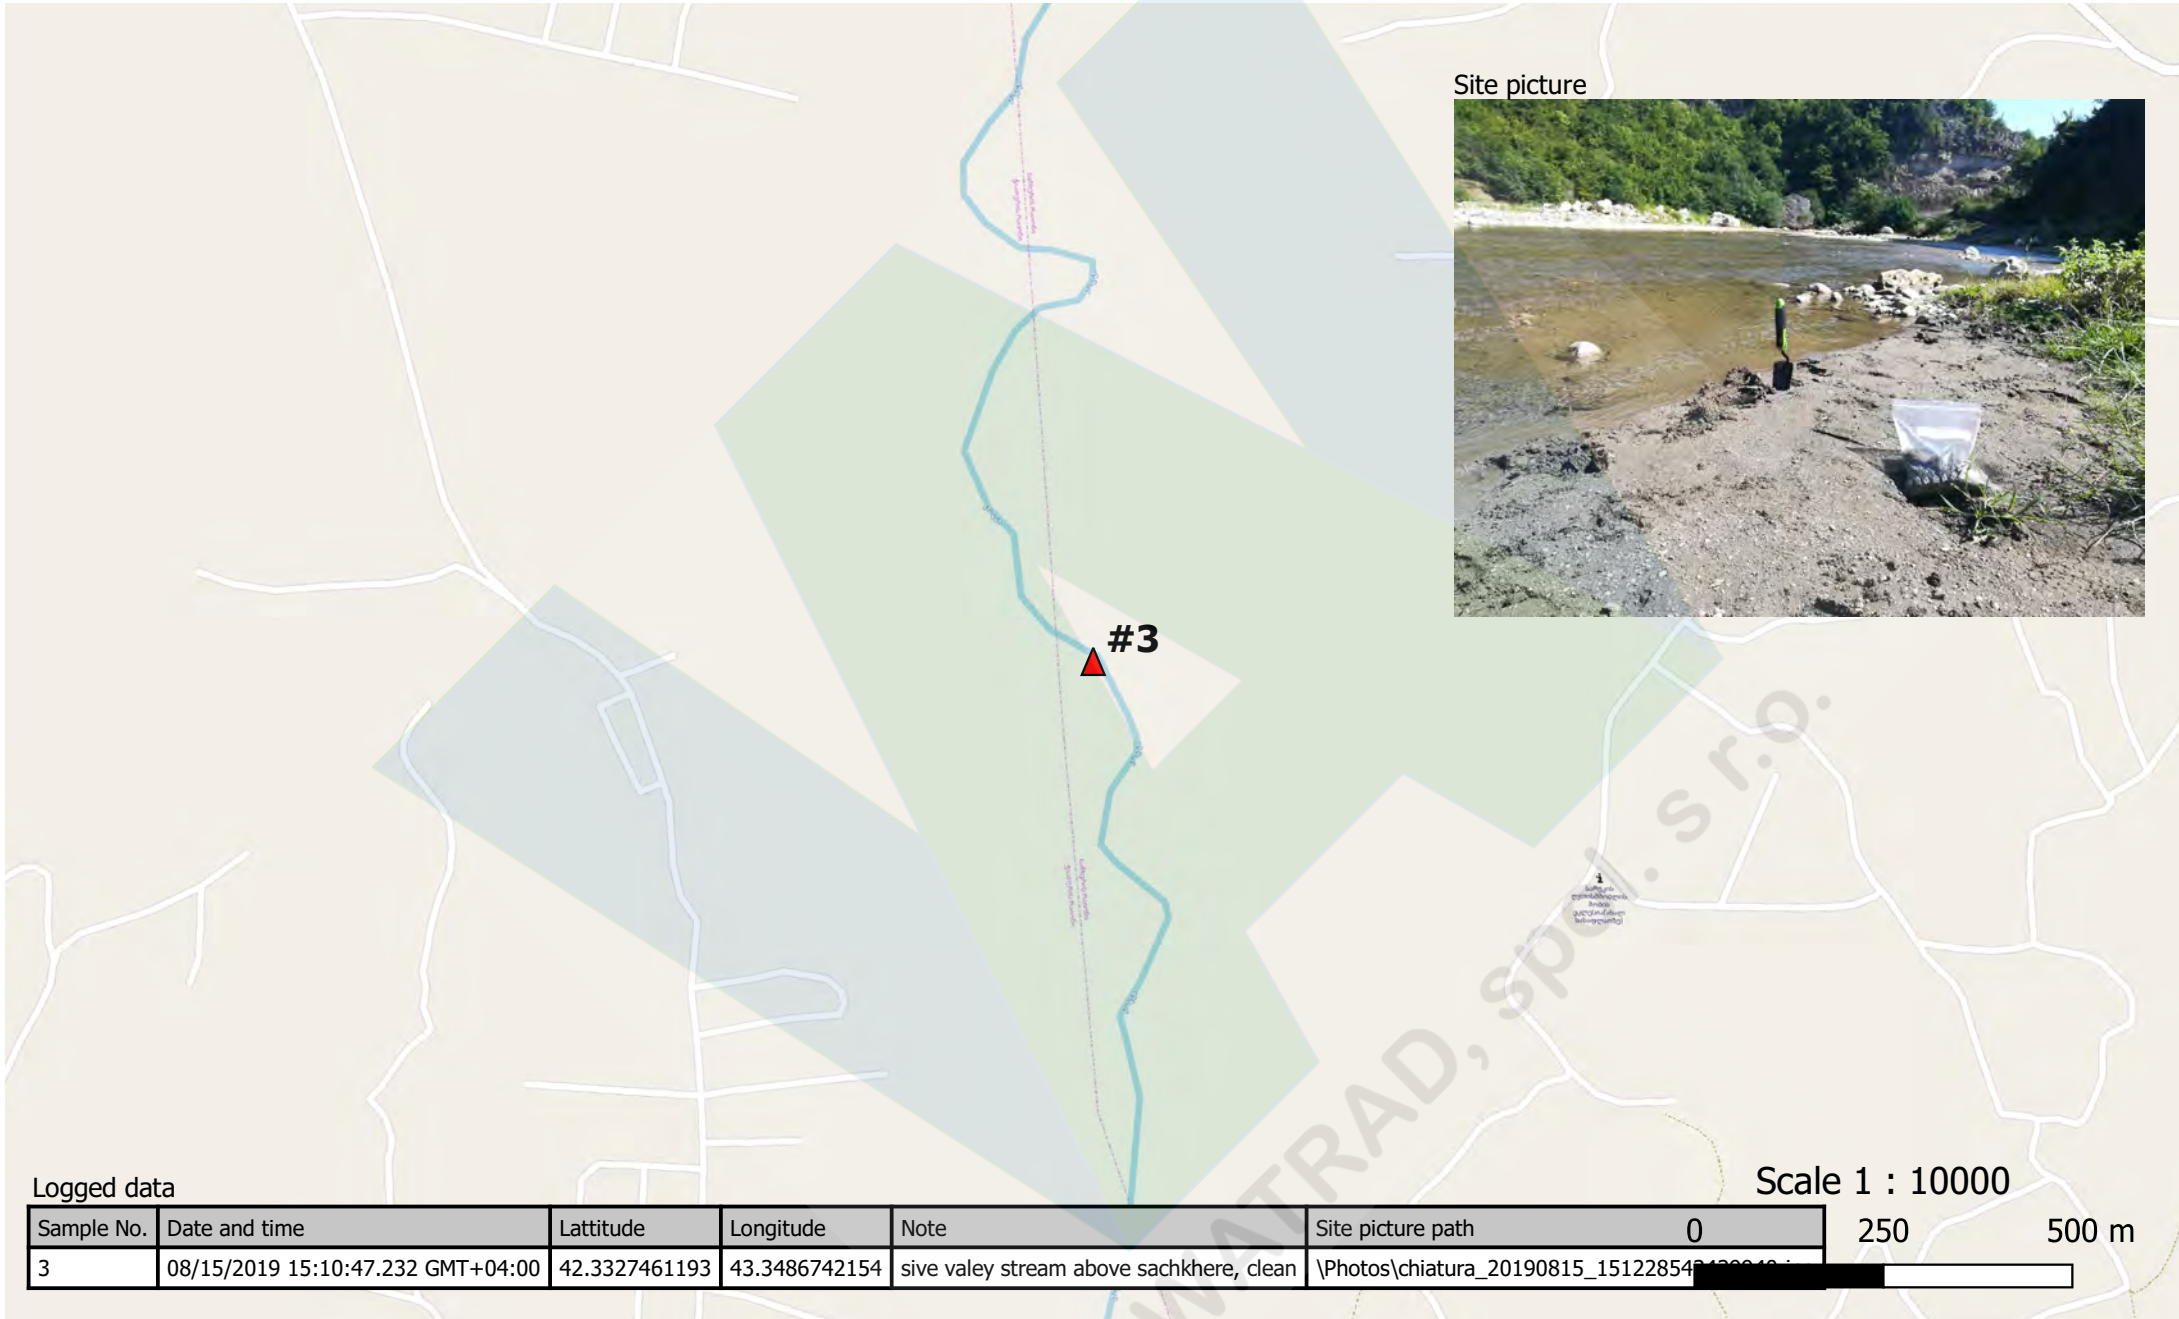 Site picture
#3
WATRAD, spol. s r.o.
Scale 1 : 10000
0 250 500 m
Logged data
Sample No. Date and time Lattitude Longitude Note Site picture path
3 08/15/2019 15:10:47.232 GMT+04:00 42.3327461193 43.3486742154 sive valey stream above sachkhere, clean